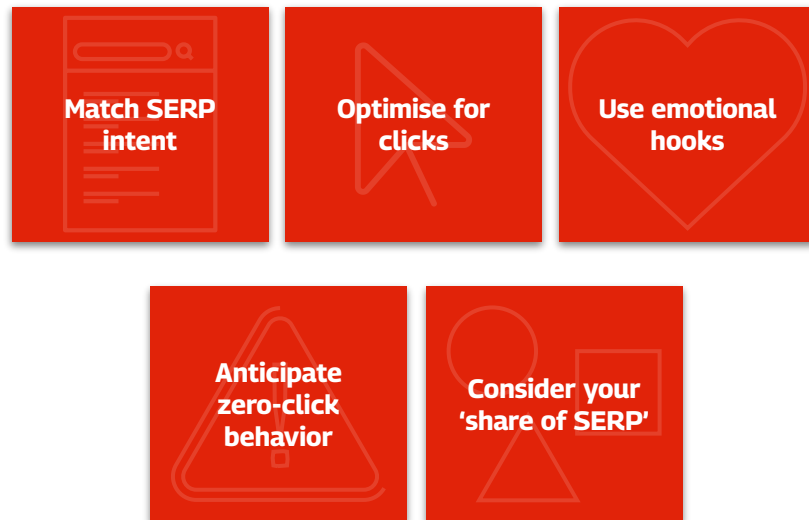 Match SERP
intent
Optimise for
clicks
Use emotional
hooks
Anticipate
zero-click
behavior
Consider your
‘share of SERP’